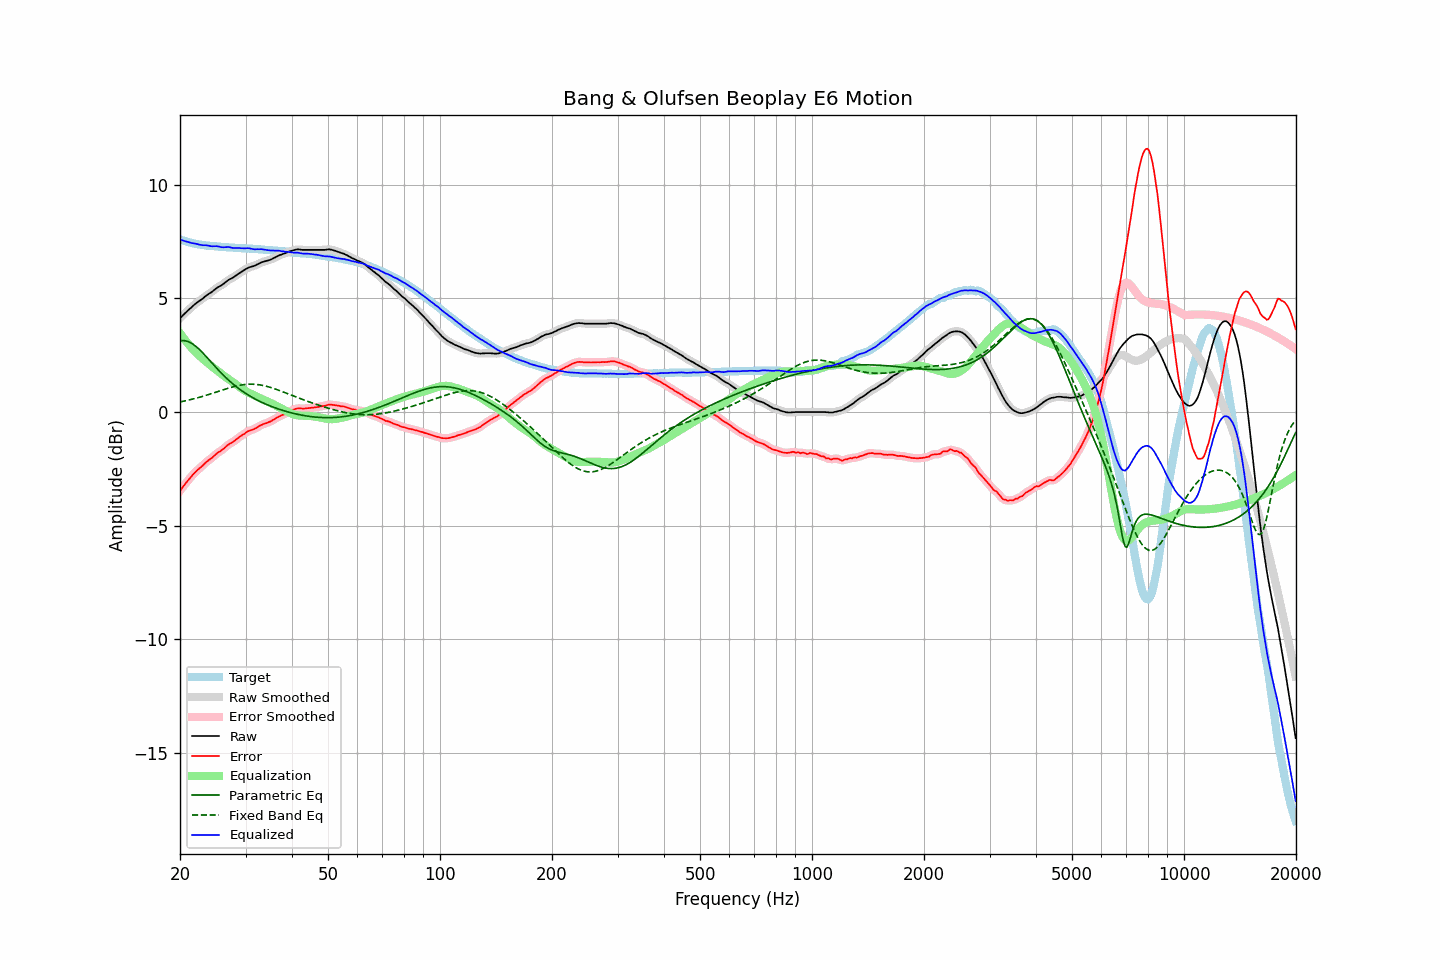 Bang & Olufsen Beoplay E6 Motion
Amplitude (dBr)
10
5
0
−5
−10
−15
Target
Raw Smoothed
Error Smoothed
Raw
Error
Equalization
Parametric Eq
Fixed Band Eq
Equalized
20 50 100 200 500 1000 2000 5000 10000 20000
Frequency (Hz)